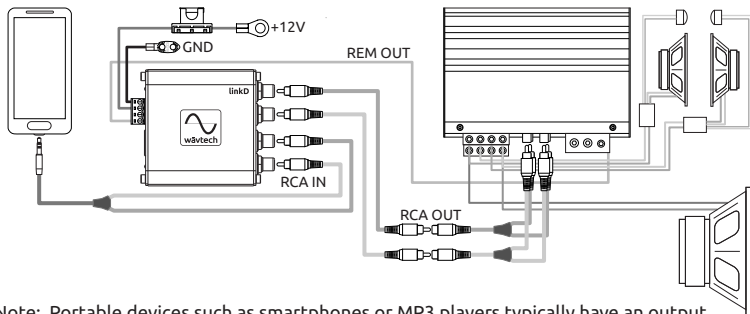 +12V
GND
REM OUT
linkD
wāvtech
RCA IN
RCA OUT
Note: Portable devices such as smartphones or MP3 players typically have an output